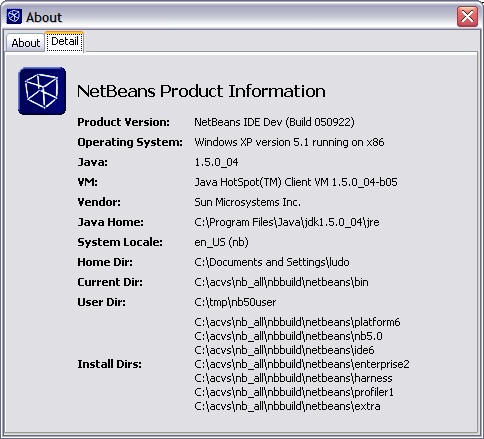 About
About Detail
NetBeans Product Information
Product Version: NetBeans IDE Dev (Build 050922)
Operating System: Windows XP version 5.1 running on x86
Java: 1.5.0_04
VM: Java HotSpot(TM) Client VM 1.5.0_04-b05
Vendor: Sun Microsystems Inc.
Java Home: C:\Program Files\Java\jdk1.5.0_04\jre
System Locale: en_US (nb)
Home Dir: C:\Documents and Settings\ludo
Current Dir: C:\acvs\nb_all\nbbuild\netbeans\bin
User Dir: C:\tmp\nb50user
C:\acvs\nb_all\nbbuild\netbeans\platform6
C:\acvs\nb_all\nbbuild\netbeans\nb5.0
C:\acvs\nb_all\nbbuild\netbeans\ide6
Install Dirs: C:\acvs\nb_all\nbbuild\netbeans\enterprise2
C:\acvs\nb_all\nbbuild\netbeans\harness
C:\acvs\nb_all\nbbuild\netbeans\profiler1
C:\acvs\nb_all\nbbuild\netbeans\extra